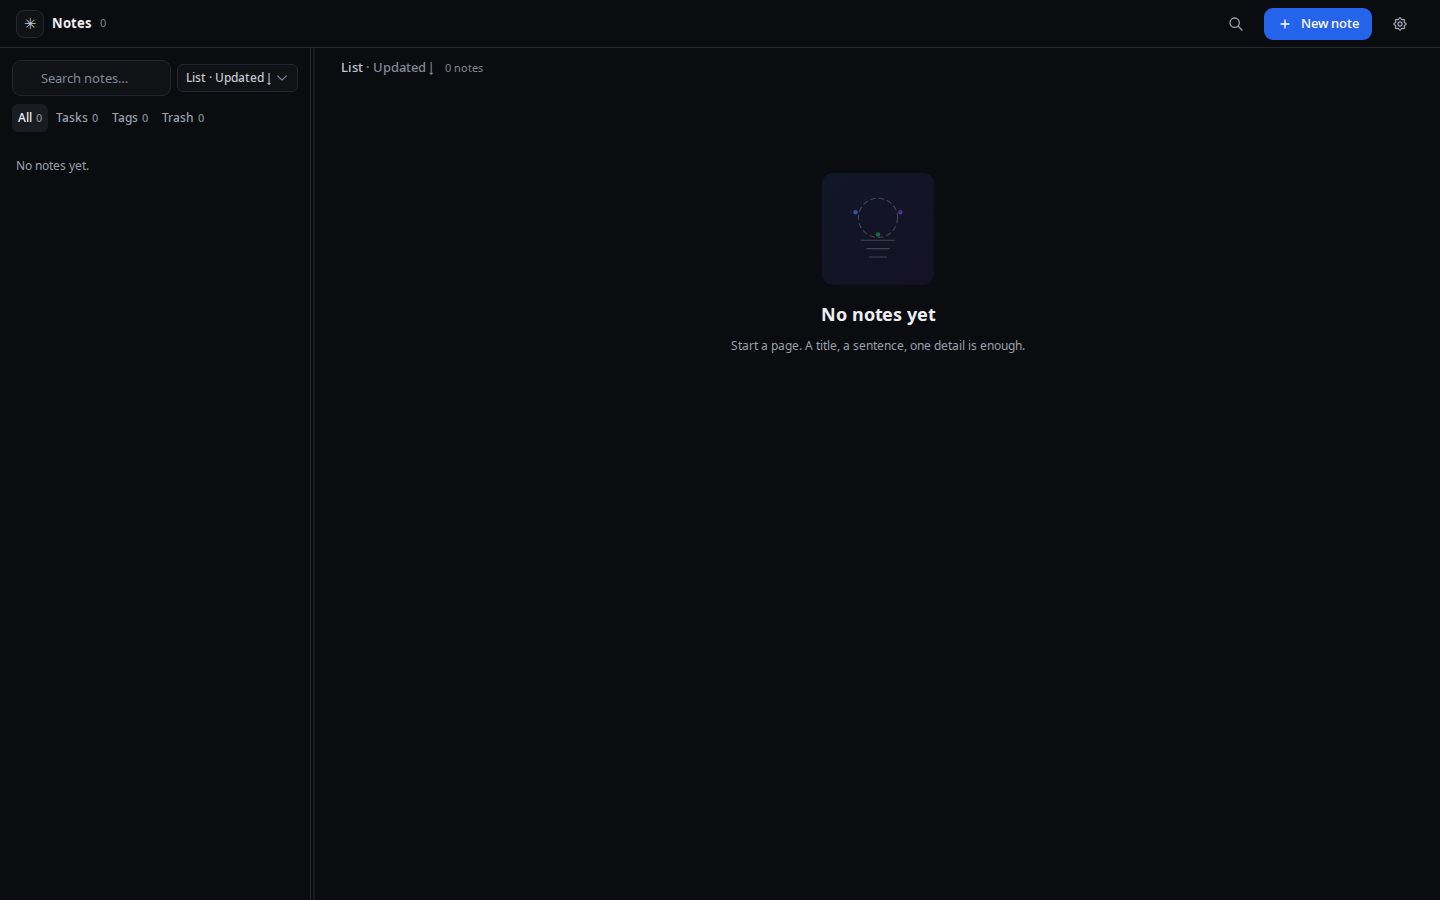 Notes 0
New note
Search notes...
List · Updated ↓
All 0 Tasks 0 Tags 0 Trash 0
No notes yet.
List · Updated ↓ 0 notes
No notes yet
Start a page. A title, a sentence, one detail is enough.